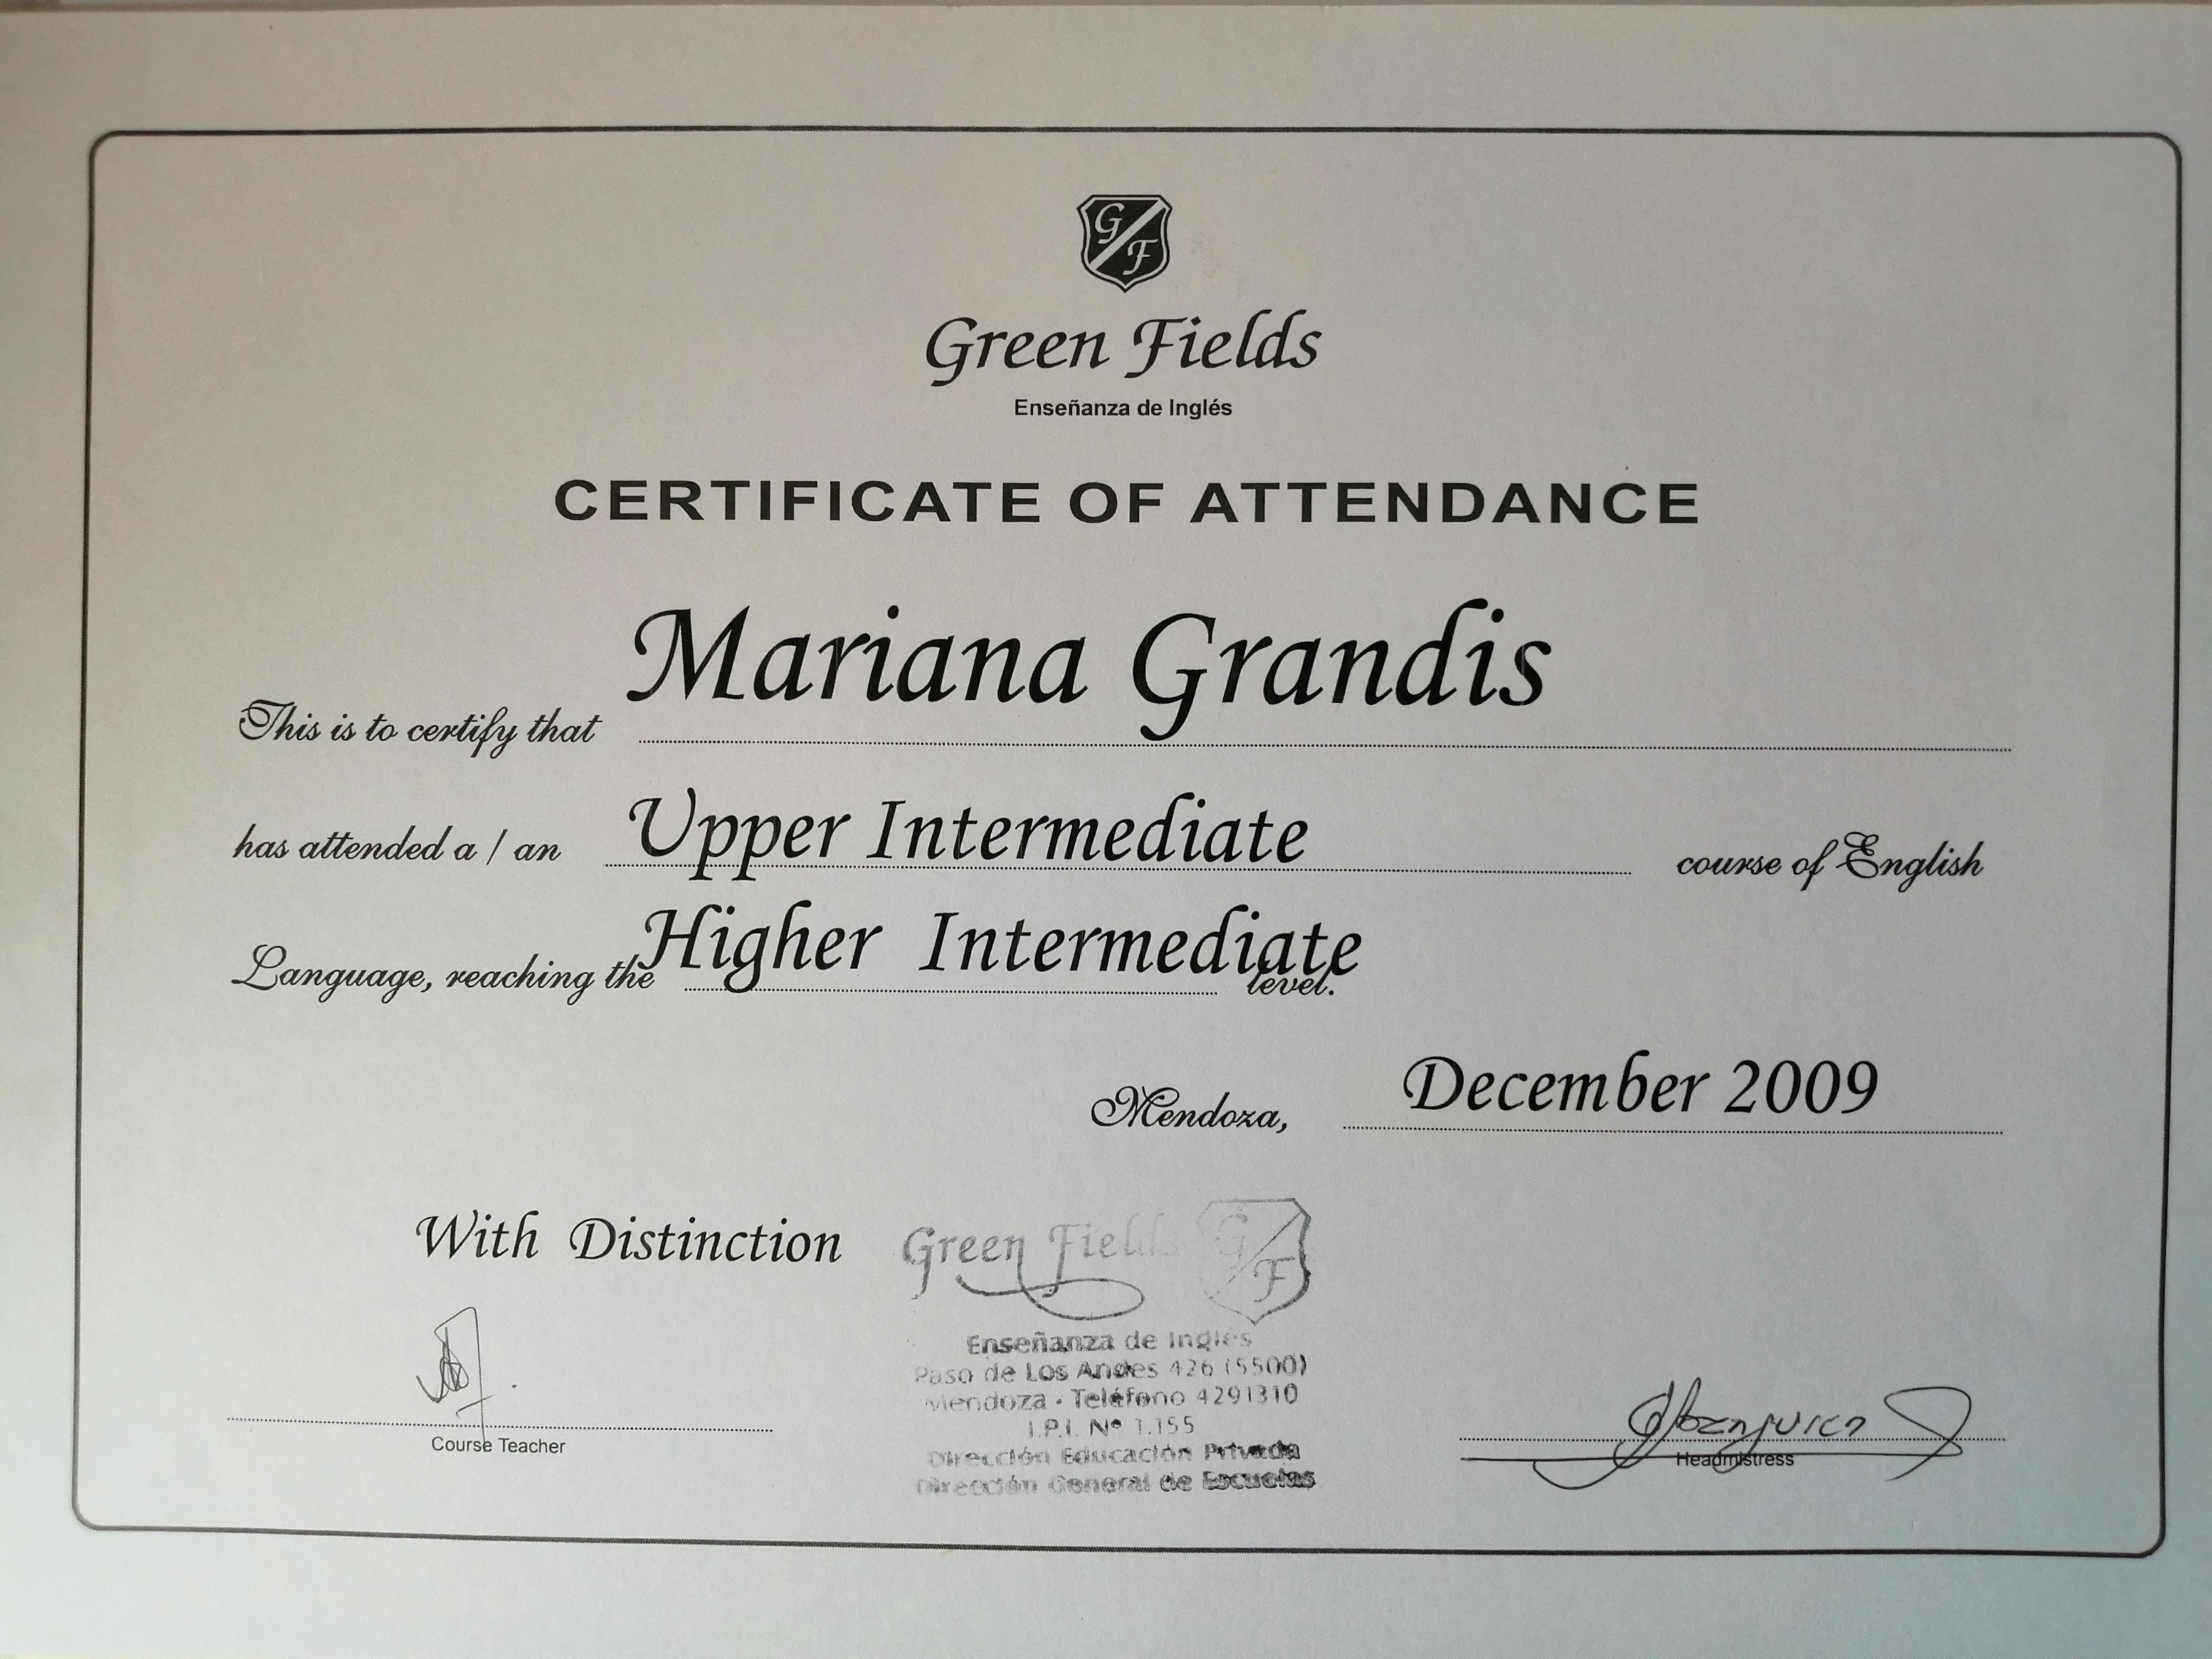 G F
Green Fields
Enseñanza de Inglés
CERTIFICATE OF ATTENDANCE
This is to certify that Mariana Grandis
has attended a / an Upper Intermediate course of English
Language, reaching the Higher Intermediate level.
Mendoza, December 2009
With Distinction
Green Fields G F
Enseñanza de Inglés
Paso de Los Andes 426 (5500)
Mendoza - Teléfono 4291310
I.P.I. Nº 1.155
Dirección Educación Privada
Dirección General de Escuelas
Course Teacher
Headmistress